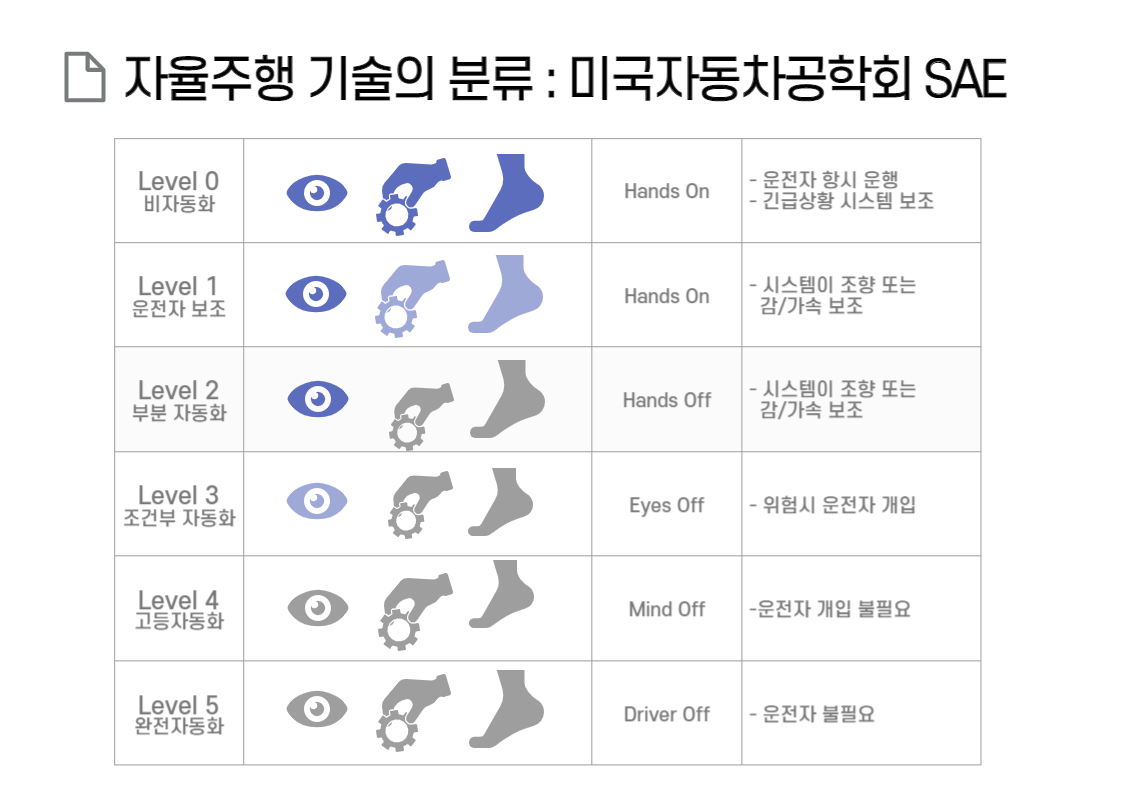 자율주행 기술의 분류 : 미국자동차공학회 SAE
Level 0
비자동화
Hands On
- 운전자 항시 운행
- 긴급상황 시스템 보조
Level 1
운전자 보조
Hands On
- 시스템이 조향 또는
감/가속 보조
Level 2
부분 자동화
Hands Off
- 시스템이 조향 또는
감/가속 보조
Level 3
조건부 자동화
Eyes Off
- 위험시 운전자 개입
Level 4
고등자동화
Mind Off
-운전자 개입 불필요
Level 5
완전자동화
Driver Off
- 운전자 불필요